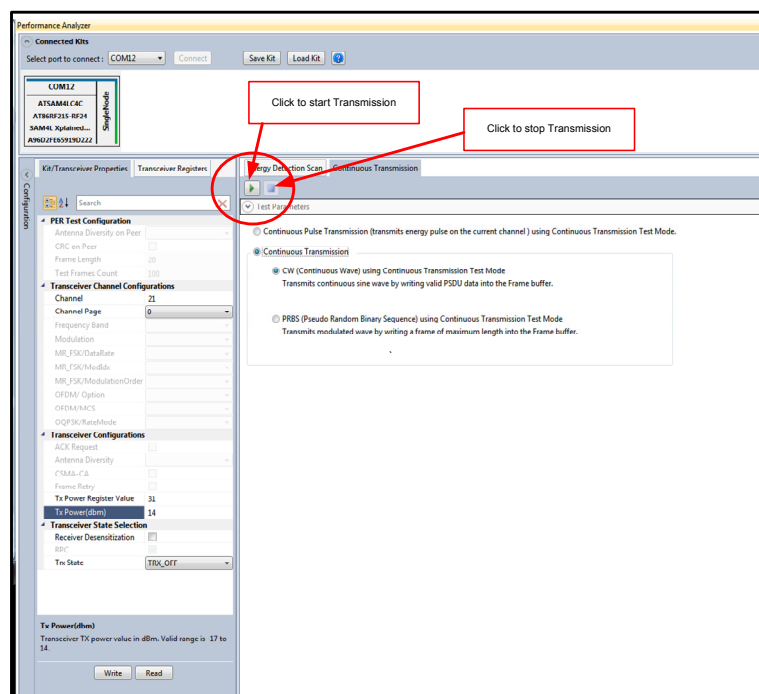 Performance Analyzer
Connected Kits
Select port to connect : COM12 Connect Save Kit Load Kit ?
COM12
ATSAM4LC4C
AT86RF215-RF24
SAM4L Xplained...
A96D2FE65919D222
SingleNode
Click to start Transmission
Click to stop Transmission
Configuration
Kit/Transceiver Properties Transceiver Registers
Search
PER Test Configuration
Antenna Diversity on Peer
CRC on Peer
Frame Length 20
Test Frames Count 100
Transceiver Channel Configurations
Channel 21
Channel Page 0
Frequency Band
Modulation
MR_FSK/DataRate
MR_FSK/ModIdx
MR_FSK/ModulationOrder
OFDM/ Option
OFDM/MCS
OQPSK/RateMode
Transceiver Configurations
ACK Request
Antenna Diversity
CSMA-CA
Frame Retry
Tx Power Register Value 31
Tx Power(dbm) 14
Transceiver State Selection
Receiver Desensitization
RPC
Trx State TRX_OFF
Tx Power(dbm)
Transceiver TX power value in dBm. Valid range is -17 to
14.
Write Read
Energy Detection Scan Continuous Transmission
Test Parameters
Continuous Pulse Transmission (transmits energy pulse on the current channel ) using Continuous Transmission Test Mode.
Continuous Transmission
CW (Continuous Wave) using Continuous Transmission Test Mode
Transmits continuous sine wave by writing valid PSDU data into the Frame buffer.
PRBS (Pseudo Random Binary Sequence) using Continuous Transmission Test Mode
Transmits modulated wave by writing a frame of maximum length into the Frame buffer.